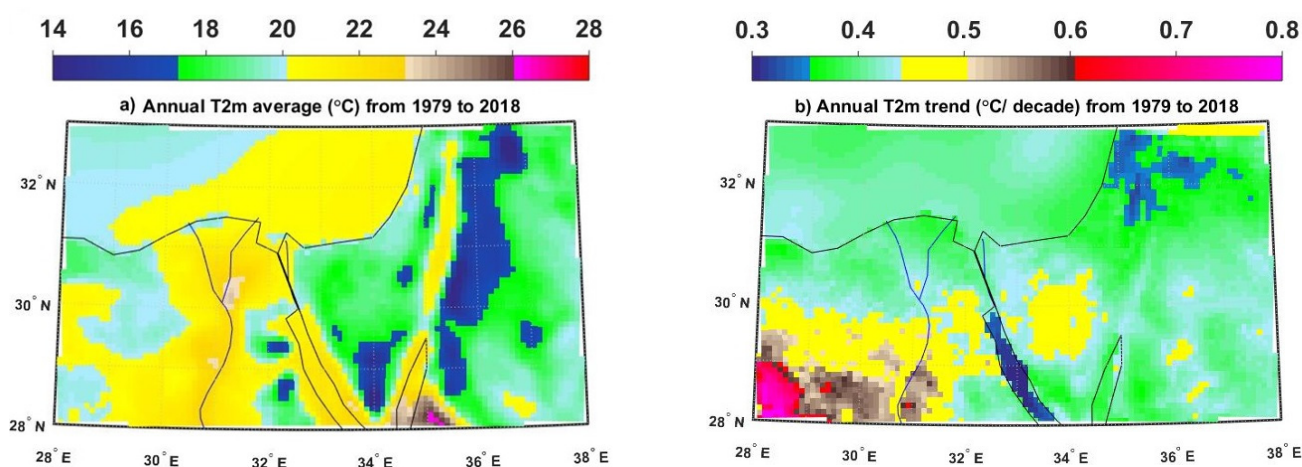 14 16 18 20 22 24 26 28
a) Annual T2m average (°C) from 1979 to 2018
32° N
30° N
28° N
28° E 30° E 32° E 34° E 36° E 38° E
0.3 0.4 0.5 0.6 0.7 0.8
b) Annual T2m trend (°C/ decade) from 1979 to 2018
32° N
30° N
28° N
28° E 30° E 32° E 34° E 36° E 38° E